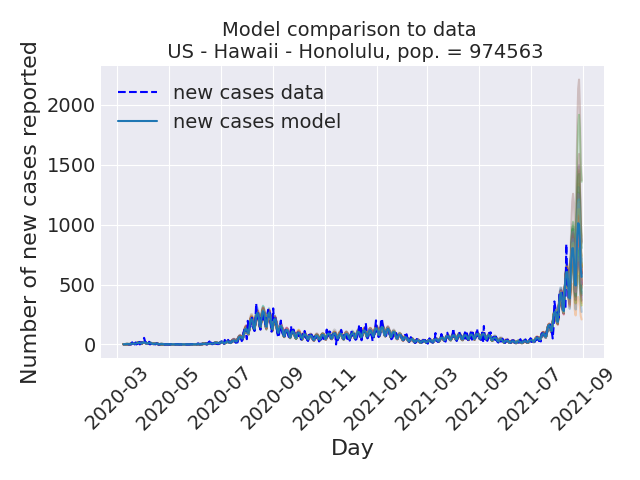 Model comparison to data
US - Hawaii - Honolulu, pop. = 974563
Number of new cases reported
new cases data
new cases model
2000
1500
1000
500
0
2020-03
2020-05
2020-07
2020-09
2020-11
2021-01
2021-03
2021-05
2021-07
2021-09
Day